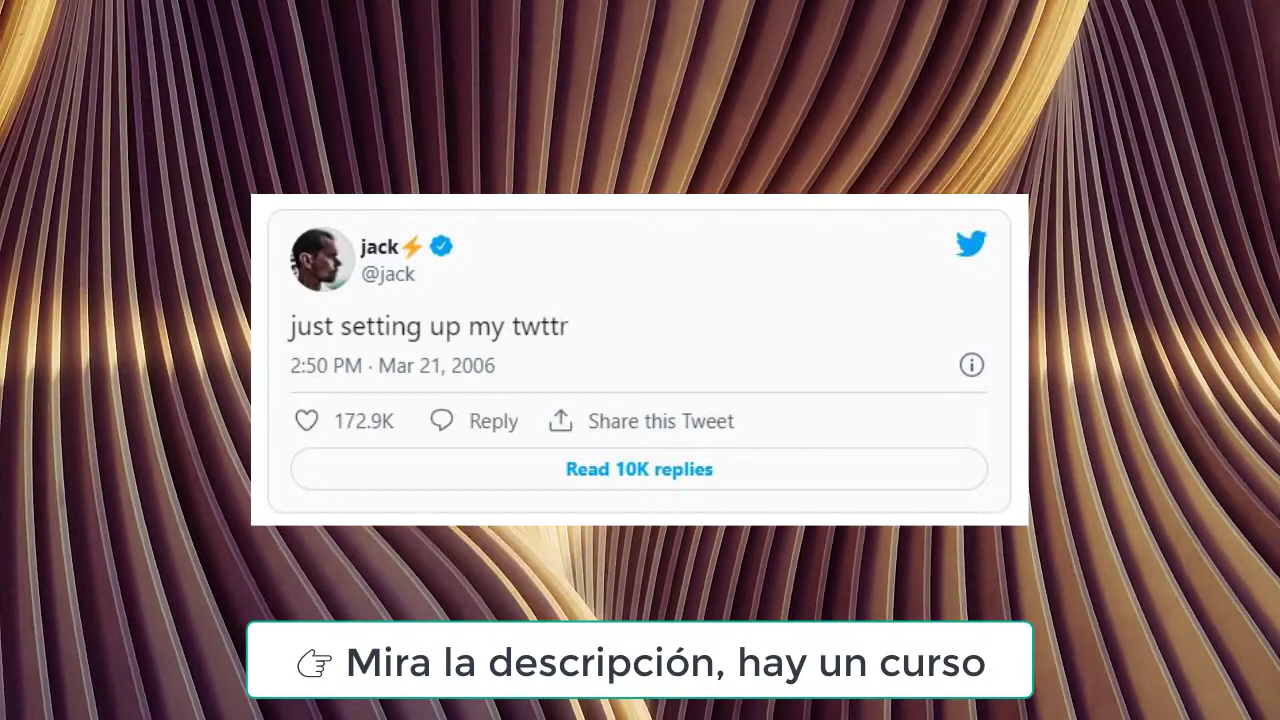 jack⚡
@jack
just setting up my twttr
2:50 PM · Mar 21, 2006
172.9K Reply Share this Tweet
Read 10K replies
👉 Mira la descripción, hay un curso